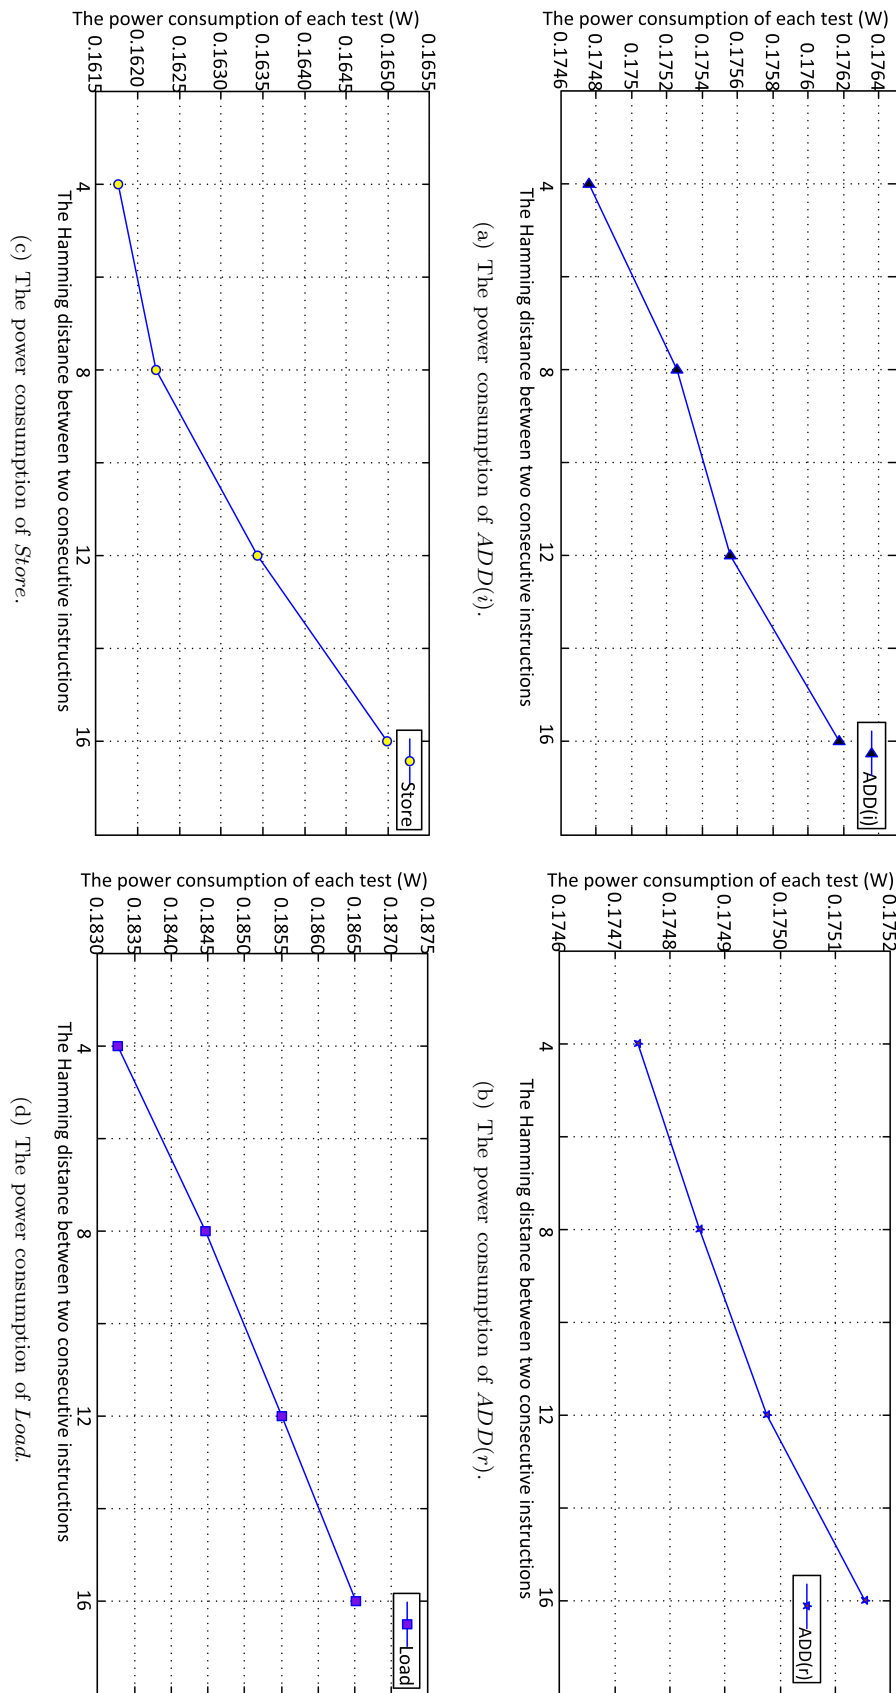 The power consumption of each test (W)
0.1764
0.1762
0.176
0.1758
0.1756
0.1754
0.1752
0.175
0.1748
0.1746
ADD(i)
4 8 12 16
The Hamming distance between two consecutive instructions
(a) The power consumption of ADD(i).
The power consumption of each test (W)
0.1752
0.1751
0.1750
0.1749
0.1748
0.1747
0.1746
ADD(r)
4 8 12 16
The Hamming distance between two consecutive instructions
(b) The power consumption of ADD(r).
The power consumption of each test (W)
0.1655
0.1650
0.1645
0.1640
0.1635
0.1630
0.1625
0.1620
0.1615
Store
4 8 12 16
The Hamming distance between two consecutive instructions
(c) The power consumption of Store.
The power consumption of each test (W)
0.1875
0.1870
0.1865
0.1860
0.1855
0.1850
0.1845
0.1840
0.1835
0.1830
Load
4 8 12 16
The Hamming distance between two consecutive instructions
(d) The power consumption of Load.